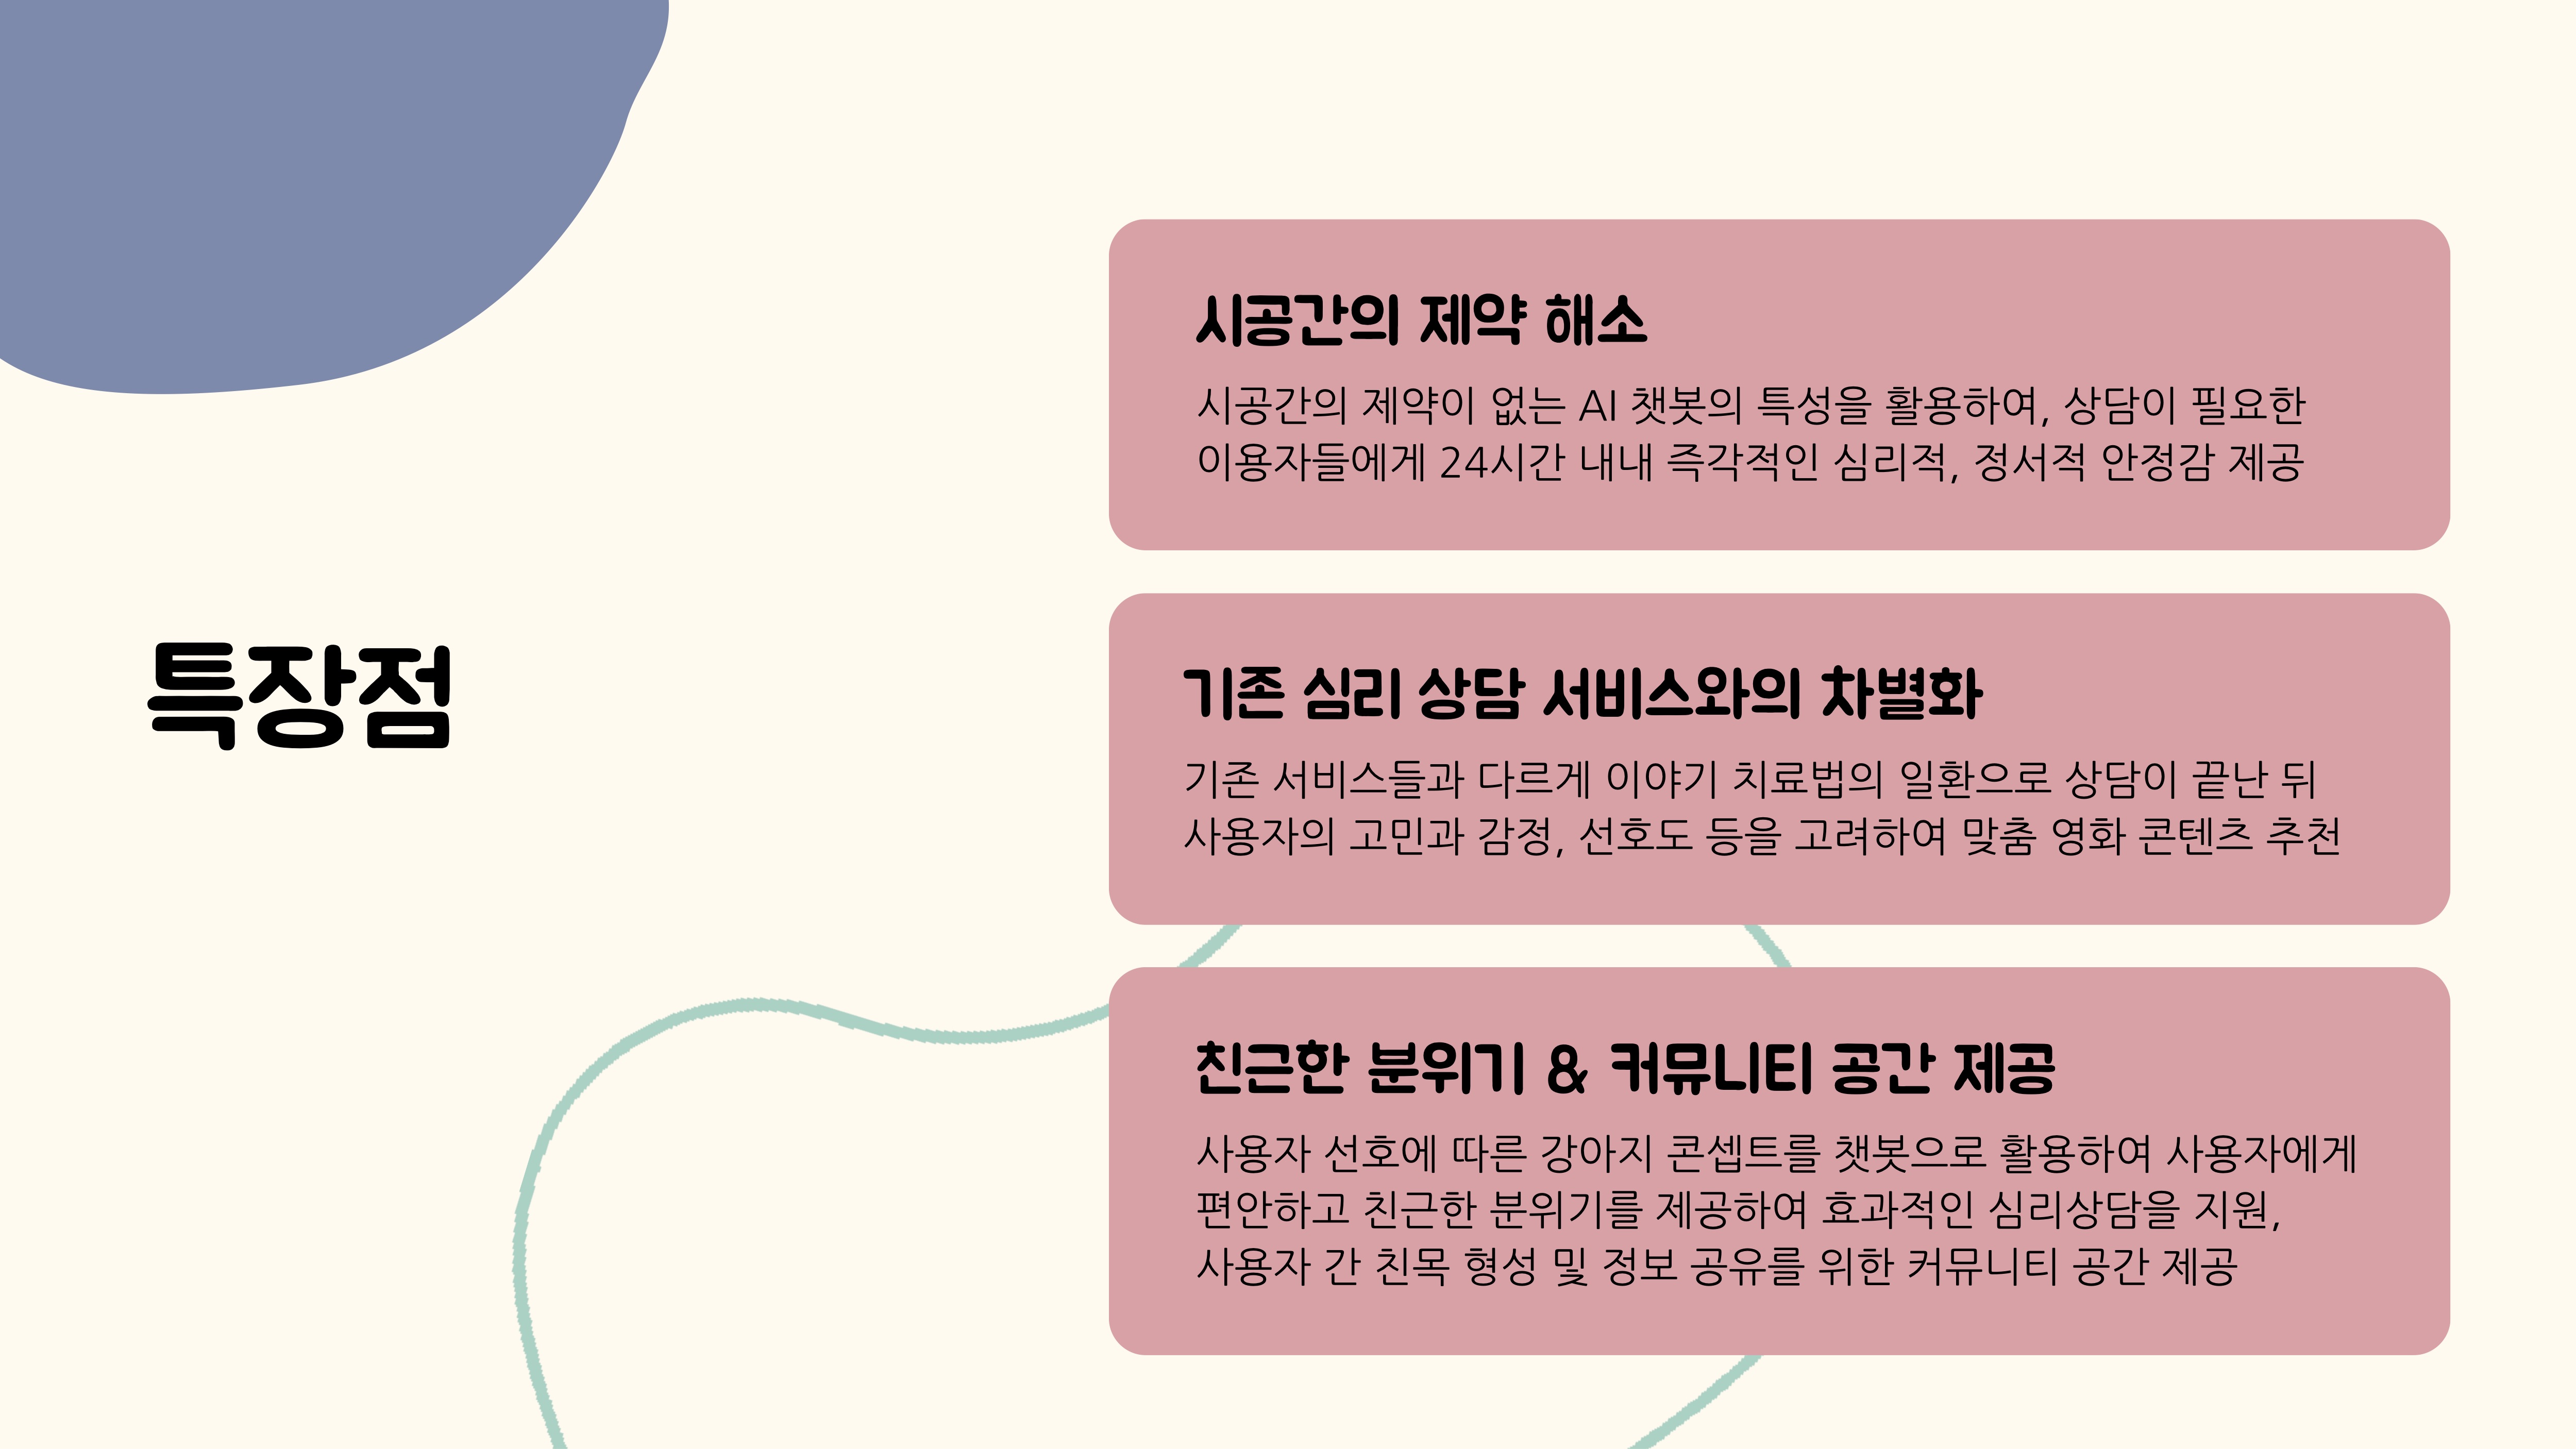 특장점
시공간의 제약 해소
시공간의 제약이 없는 AI 챗봇의 특성을 활용하여, 상담이 필요한
이용자들에게 24시간 내내 즉각적인 심리적, 정서적 안정감 제공
기존 심리 상담 서비스와의 차별화
기존 서비스들과 다르게 이야기 치료법의 일환으로 상담이 끝난 뒤
사용자의 고민과 감정, 선호도 등을 고려하여 맞춤 영화 콘텐츠 추천
친근한 분위기 & 커뮤니티 공간 제공
사용자 선호에 따른 강아지 콘셉트를 챗봇으로 활용하여 사용자에게
편안하고 친근한 분위기를 제공하여 효과적인 심리상담을 지원,
사용자 간 친목 형성 및 정보 공유를 위한 커뮤니티 공간 제공